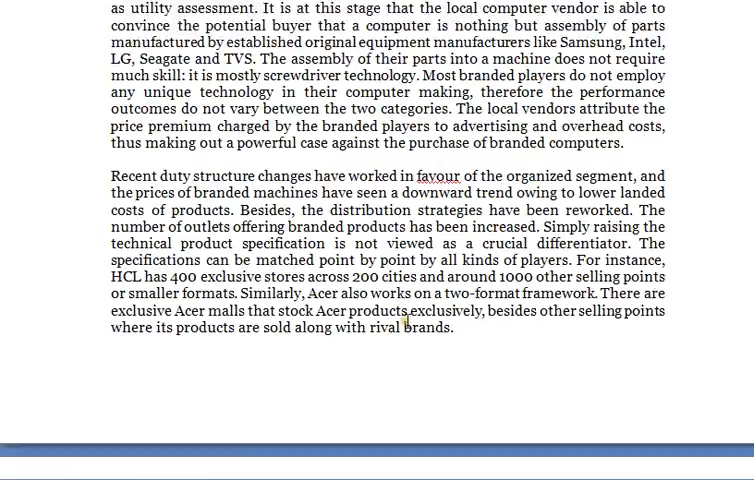 as utility assessment. It is at this stage that the local computer vendor is able to
convince the potential buyer that a computer is nothing but assembly of parts
manufactured by established original equipment manufacturers like Samsung, Intel,
LG, Seagate and TVS. The assembly of their parts into a machine does not require
much skill: it is mostly screwdriver technology. Most branded players do not employ
any unique technology in their computer making, therefore the performance
outcomes do not vary between the two categories. The local vendors attribute the
price premium charged by the branded players to advertising and overhead costs,
thus making out a powerful case against the purchase of branded computers.
Recent duty structure changes have worked in favour of the organized segment, and
the prices of branded machines have seen a downward trend owing to lower landed
costs of products. Besides, the distribution strategies have been reworked. The
number of outlets offering branded products has been increased. Simply raising the
technical product specification is not viewed as a crucial differentiator. The
specifications can be matched point by point by all kinds of players. For instance,
HCL has 400 exclusive stores across 200 cities and around 1000 other selling points
or smaller formats. Similarly, Acer also works on a two-format framework. There are
exclusive Acer malls that stock Acer products exclusively, besides other selling points
where its products are sold along with rival brands.